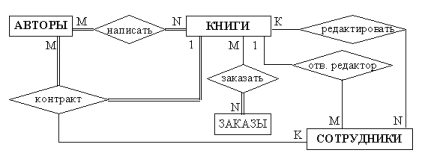 АВТОРЫ M написать N КНИГИ K редактировать
M 1 M 1
заказать отв. редактор
контракт
N M N
ЗАКАЗЫ
K СОТРУДНИКИ